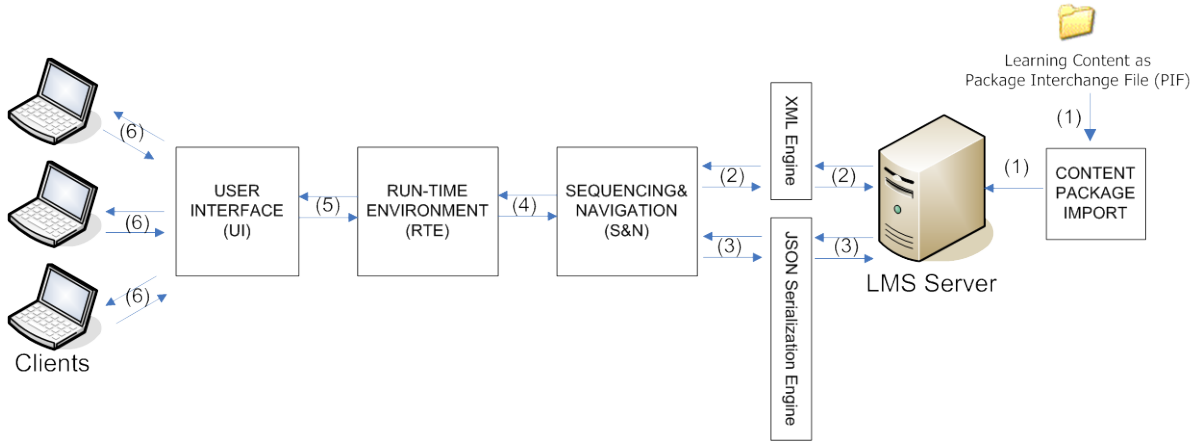 Learning Content as
Package Interchange File (PIF)
(1)
CONTENT
PACKAGE
IMPORT
(1)
LMS Server
XML Engine
(2)
(2)
JSON Serialization Engine
(3)
(3)
SEQUENCING&
NAVIGATION
(S&N)
(4)
RUN-TIME
ENVIRONMENT
(RTE)
(5)
USER
INTERFACE
(UI)
(6)
(6)
(6)
Clients